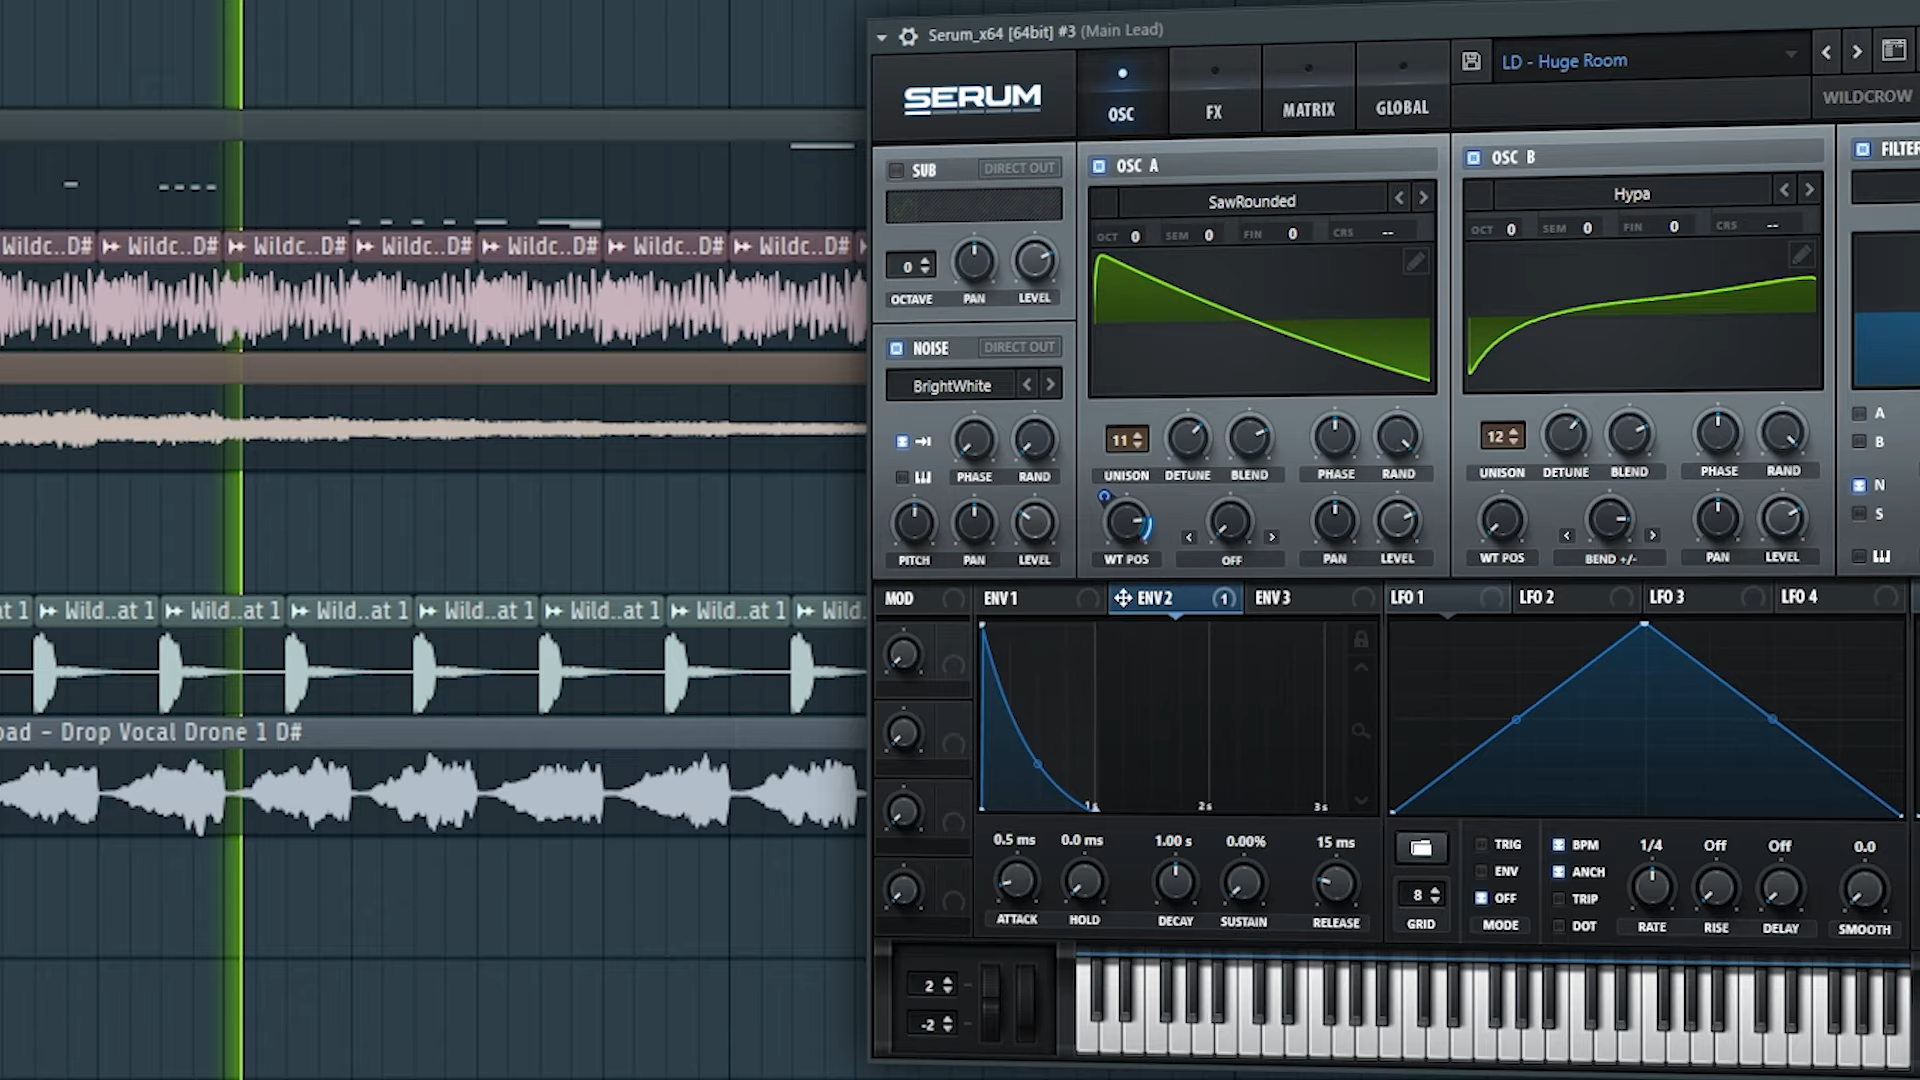 Serum_x64 [64bit] #3 (Main Lead)
SERUM
OSC
FX
MATRIX
GLOBAL
LD - Huge Room
WILDCROW
SUB
DIRECT OUT
0
OCTAVE PAN LEVEL
NOISE
DIRECT OUT
BrightWhite
PHASE RAND
PITCH PAN LEVEL
OSC A
SawRounded
OCT 0 SEM 0 FIN 0 CRS --
11
UNISON DETUNE BLEND PHASE RAND
WT POS OFF PAN LEVEL
OSC B
Hypa
OCT 0 SEM 0 FIN 0 CRS --
12
UNISON DETUNE BLEND PHASE RAND
WT POS BEND +/- PAN LEVEL
FILTER
A
B
N
S
MOD
ENV 1
ENV 2 1
ENV 3
LFO 1
LFO 2
LFO 3
LFO 4
1s 2s 3s
0.5 ms 0.0 ms 1.00 s 0.00% 15 ms
ATTACK HOLD DECAY SUSTAIN RELEASE
8
GRID
TRIG
ENV
OFF
MODE
BPM
ANCH
TRIP
DOT
1/4 Off Off 0.0
RATE RISE DELAY SMOOTH
2
-2
Wildc..D# Wildc..D# Wildc..D# Wildc..D# Wildc..D# Wildc..D# Wildc..D#
at 1 Wild..at 1 Wild..at 1 Wild..at 1 Wild..at 1 Wild..at 1 Wild..at 1 Wild..
oad - Drop Vocal Drone 1 D#